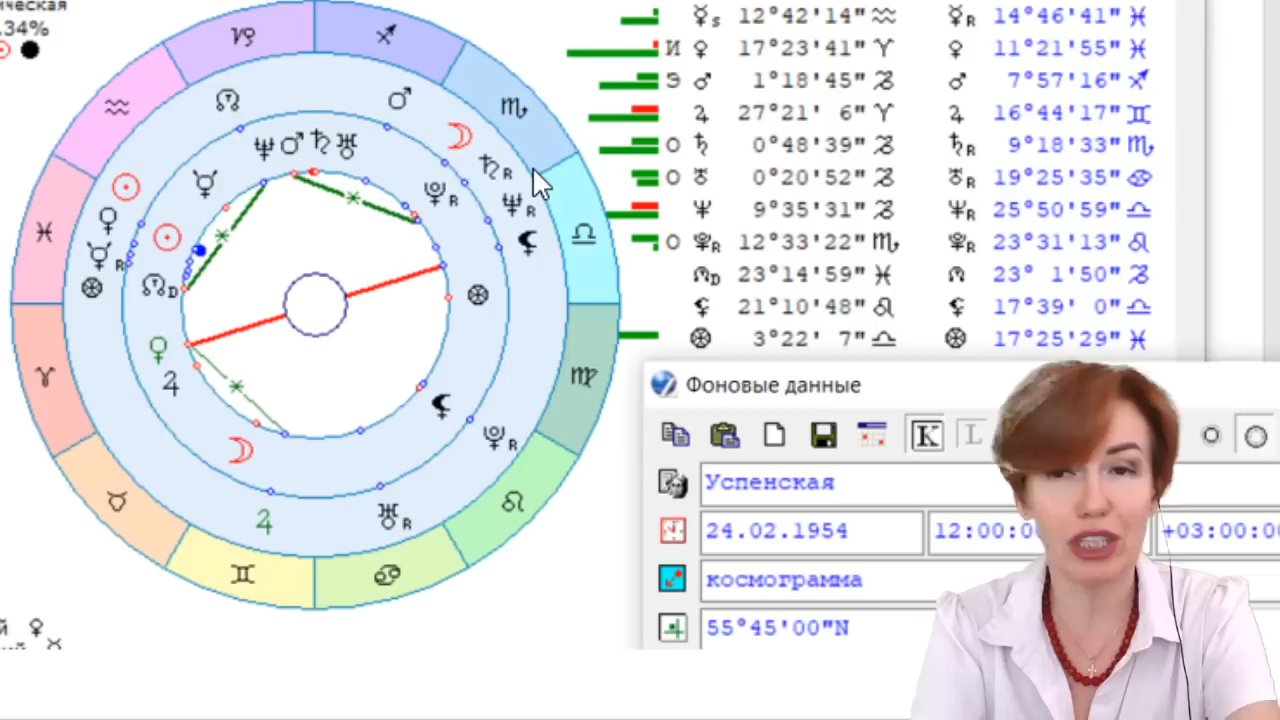 ическая
.34%
☿s 12°42'14"♒ ☿R 14°46'41"♓
И ♀ 17°23'41"♈ ♀ 11°21'55"♓
Э ♂ 1°18'45"♑ ♂ 7°57'16"♐
♃ 27°21' 6"♈ ♃ 16°44'17"♊
О ♄ 0°48'39"♑ ♄R 9°18'33"♏
О ♅ 0°20'52"♑ ♅R 19°25'35"♋
♆ 9°35'31"♑ ♆R 25°50'59"♎
О ♇R 12°33'22"♏ ♇R 23°31'13"♌
☊D 23°14'59"♓ ☊ 23° 1'50"♑
⚸ 21°10'48"♌ ⚸ 17°39' 0"♎
⊗ 3°22' 7"♎ ⊗ 17°25'29"♓
Фоновые данные
K L
Успенская
24.02.1954 12:00:0 +03:00:00
космограмма
55°45'00"N
й ♀